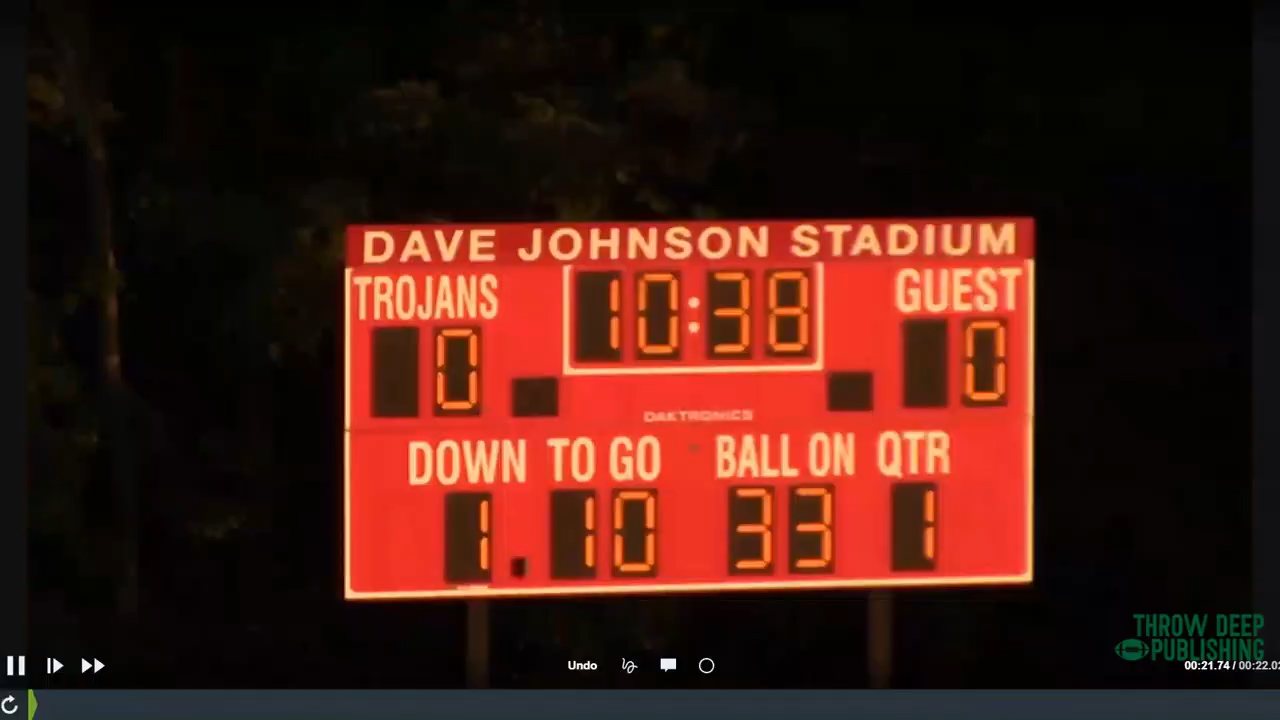 DAVE JOHNSON STADIUM
TROJANS 10:38 GUEST
0 0
DAKTRONICS
DOWN TO GO BALL ON QTR
1 10 33 1
THROW DEEP
PUBLISHING
Undo
00:21.74 / 00:22.0